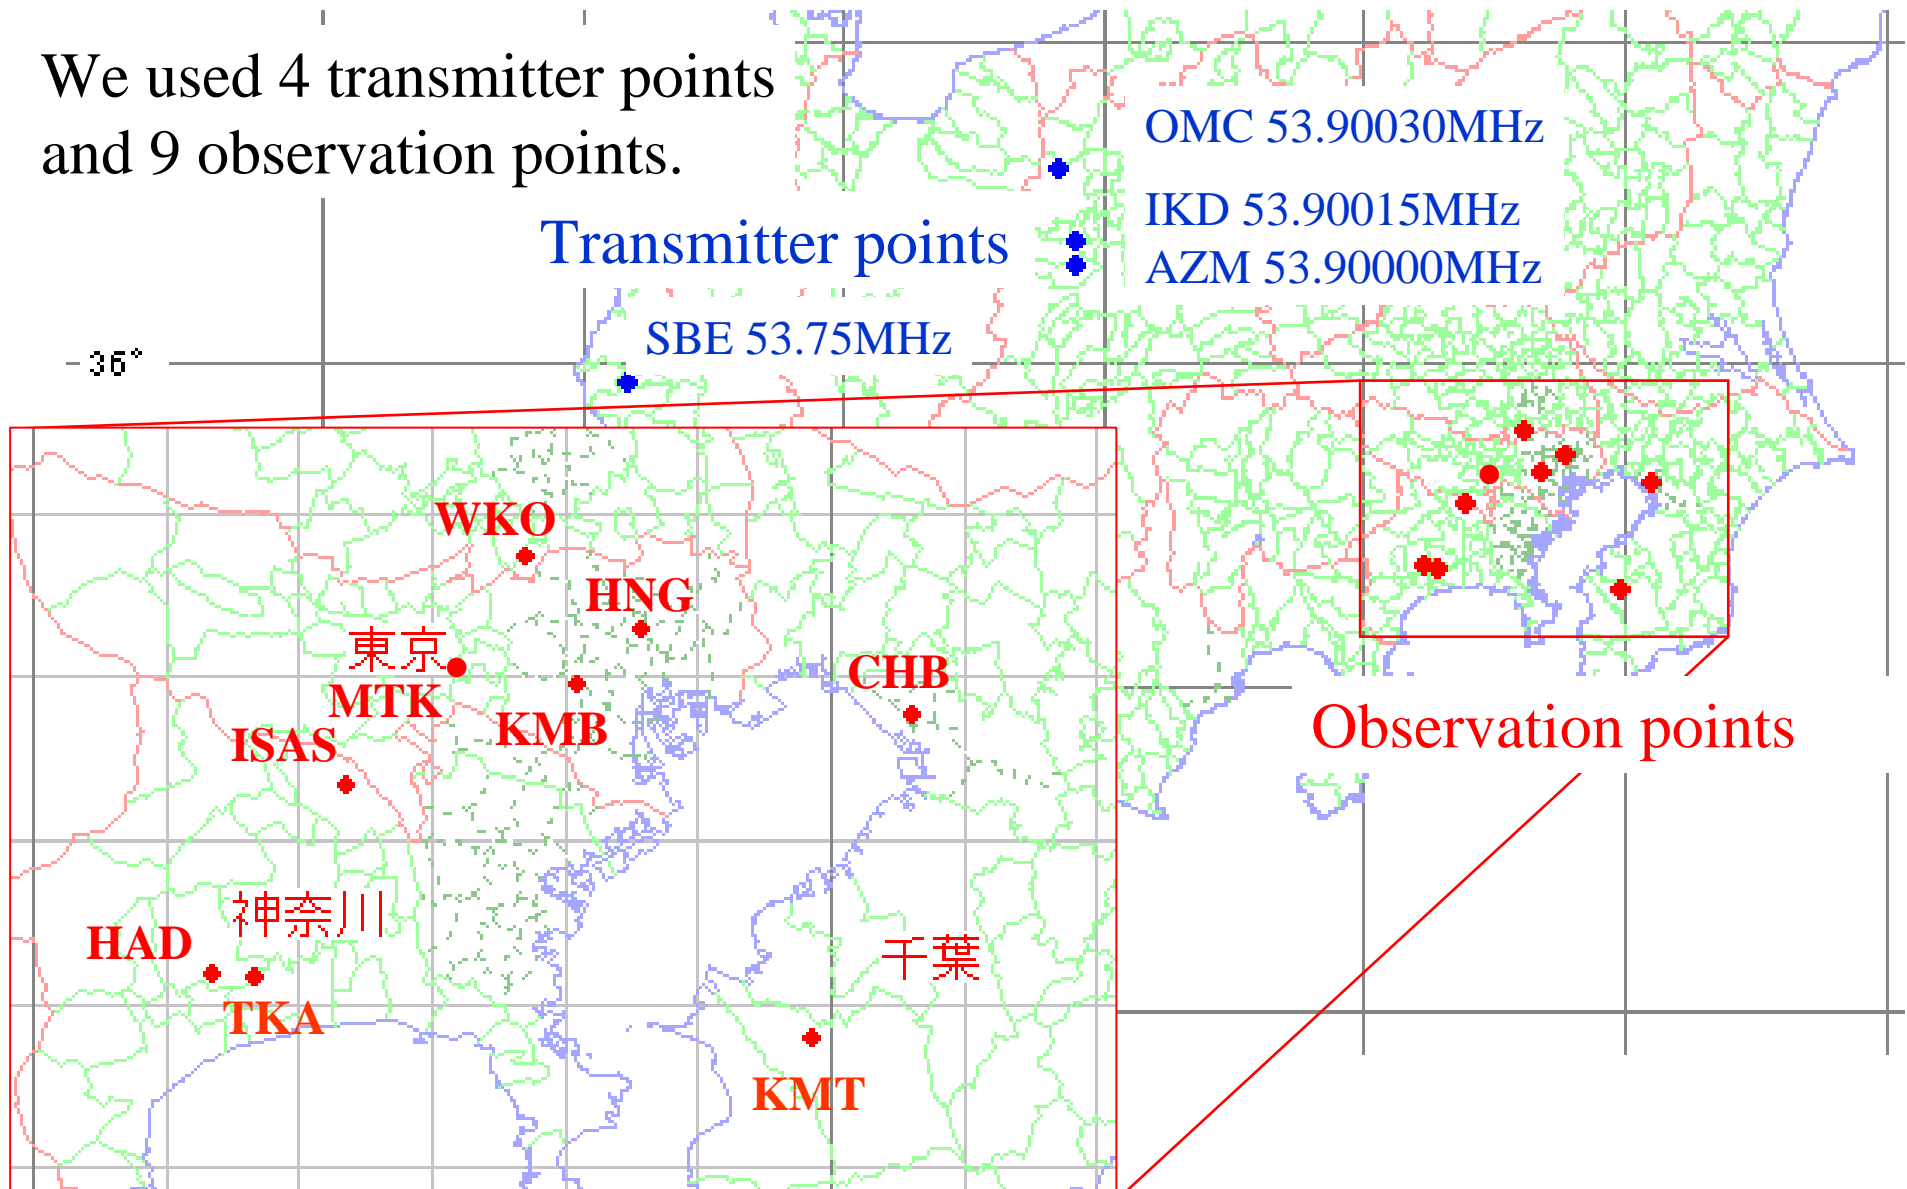 We used 4 transmitter points
and 9 observation points.
OMC 53.90030MHz
IKD 53.90015MHz
AZM 53.90000MHz
Transmitter points
SBE 53.75MHz
36°
WKO
HNG
東京
MTK
KMB
CHB
ISAS
Observation points
神奈川
HAD
TKA
千葉
KMT